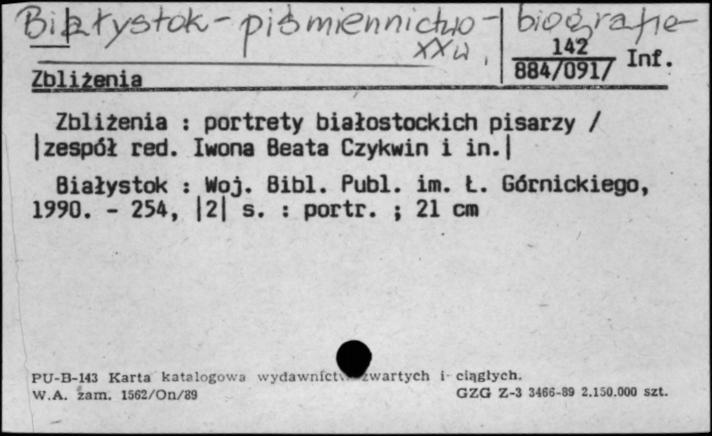 Białystok - piśmiennictwo - biografie
XX w.
142
884/091/ Inf.
Zbliżenia
Zbliżenia : portrety białostockich pisarzy /
|zespół red. Iwona Beata Czykwin i in.|
Białystok : Woj. Bibl. Publ. im. Ł. Górnickiego,
1990. - 254, |2| s. : portr. ; 21 cm
PU-B-143 Karta katalogowa wydawnictw zwartych i ciągłych.
W.A. zam. 1562/On/89 GZG Z-3 3466-89 2.150.000 szt.